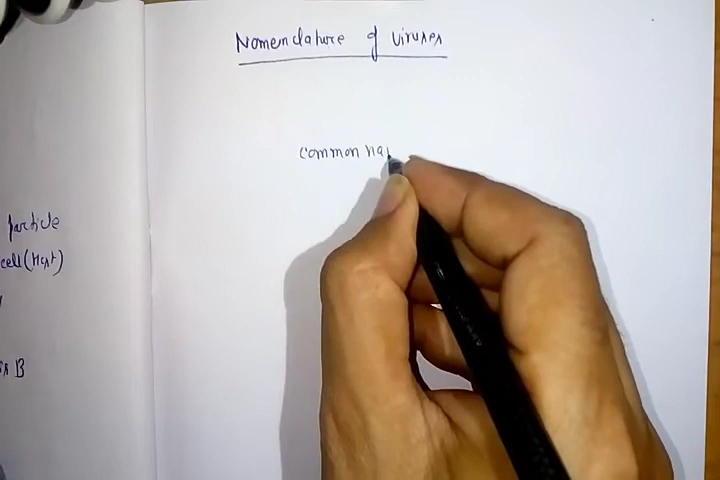 Nomenclature of viruses
common na
particle
cell (Host)
B